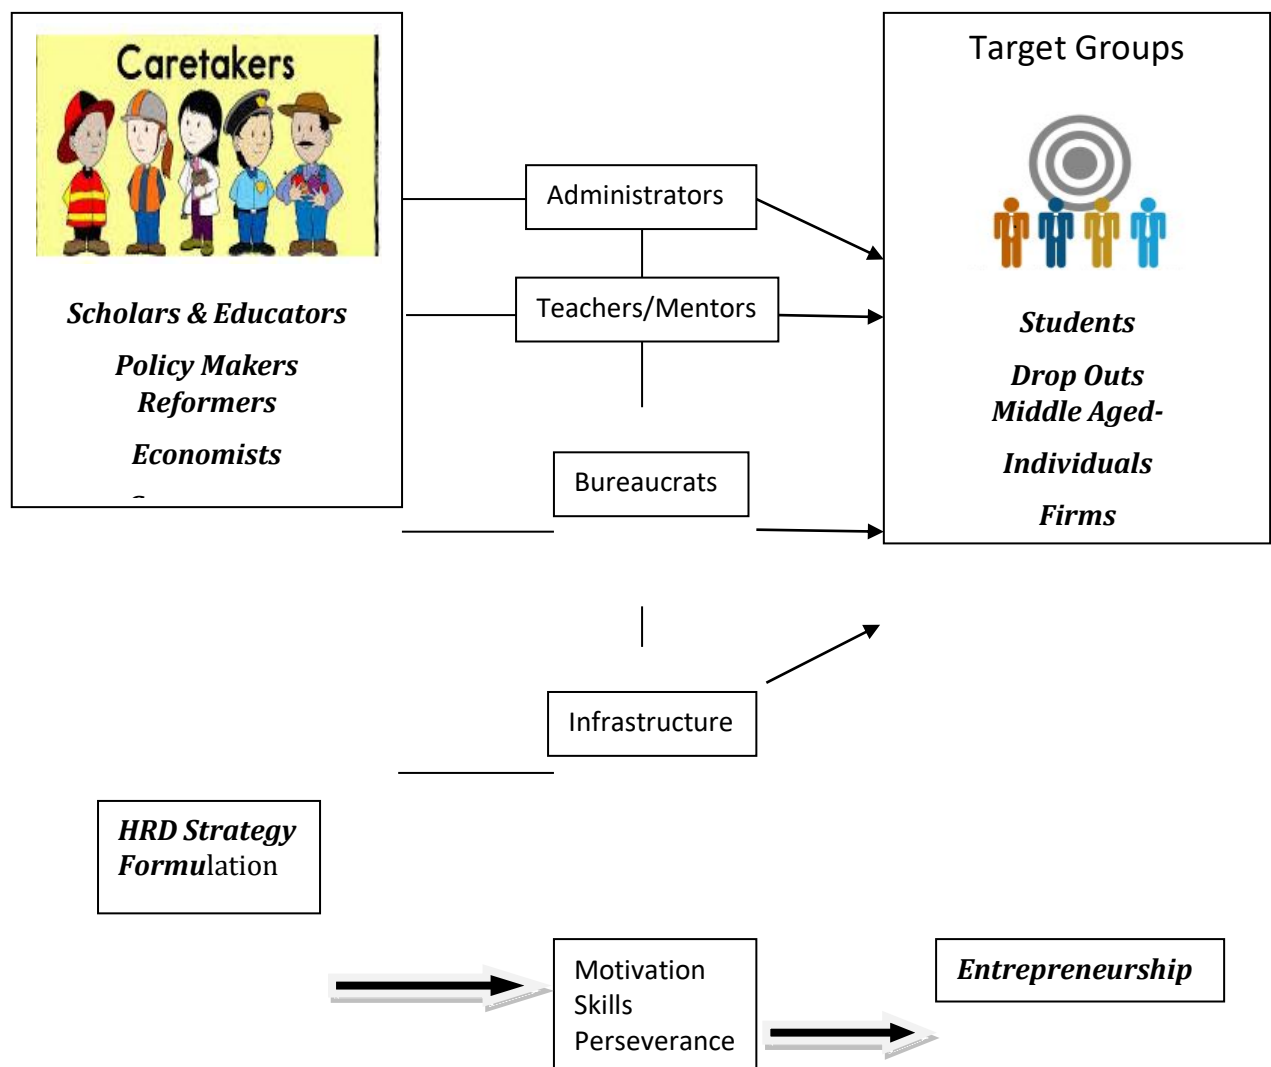 Caretakers
Scholars & Educators
Policy Makers
Reformers
Economists
Administrators
Teachers/Mentors
Bureaucrats
Infrastructure
Target Groups
Students
Drop Outs
Middle Aged-
Individuals
Firms
HRD Strategy
Formulation
Motivation
Skills
Perseverance
Entrepreneurship